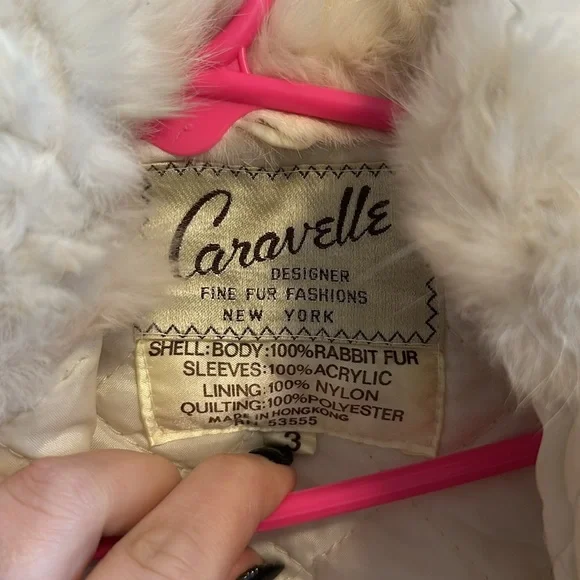 Caravelle
DESIGNER
FINE FUR FASHIONS
NEW YORK
SHELL:BODY:100%RABBIT FUR
SLEEVES:100%ACRYLIC
LINING:100% NYLON
QUILTING:100%POLYESTER
MADE IN HONGKONG
53555
3